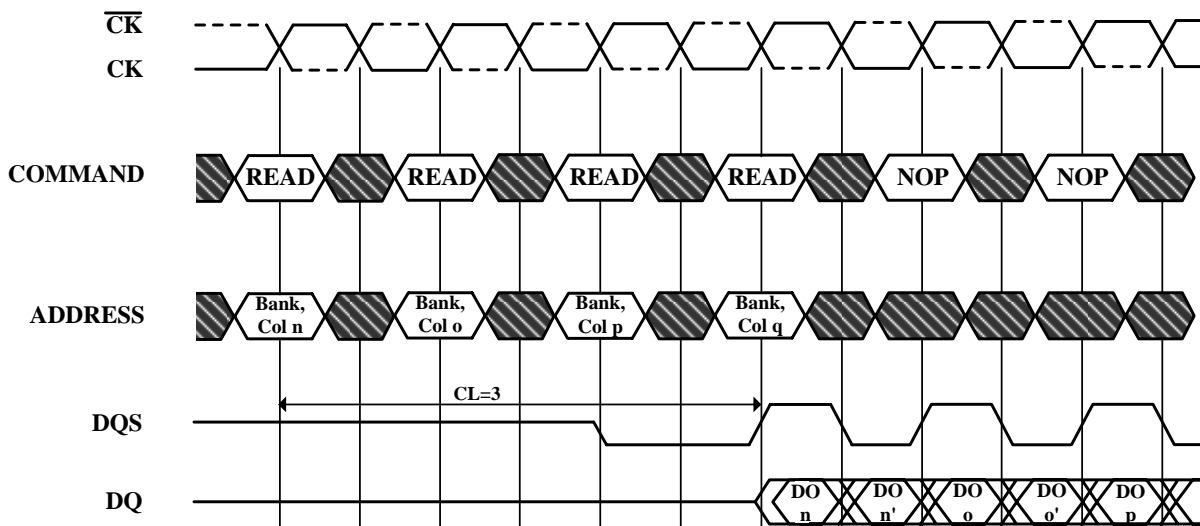 CK
CK
COMMAND
READ
READ
READ
READ
NOP
NOP
ADDRESS
Bank,
Col n
Bank,
Col o
Bank,
Col p
Bank,
Col q
CL=3
DQS
DQ
DO
n
DO
n'
DO
o
DO
o'
DO
p